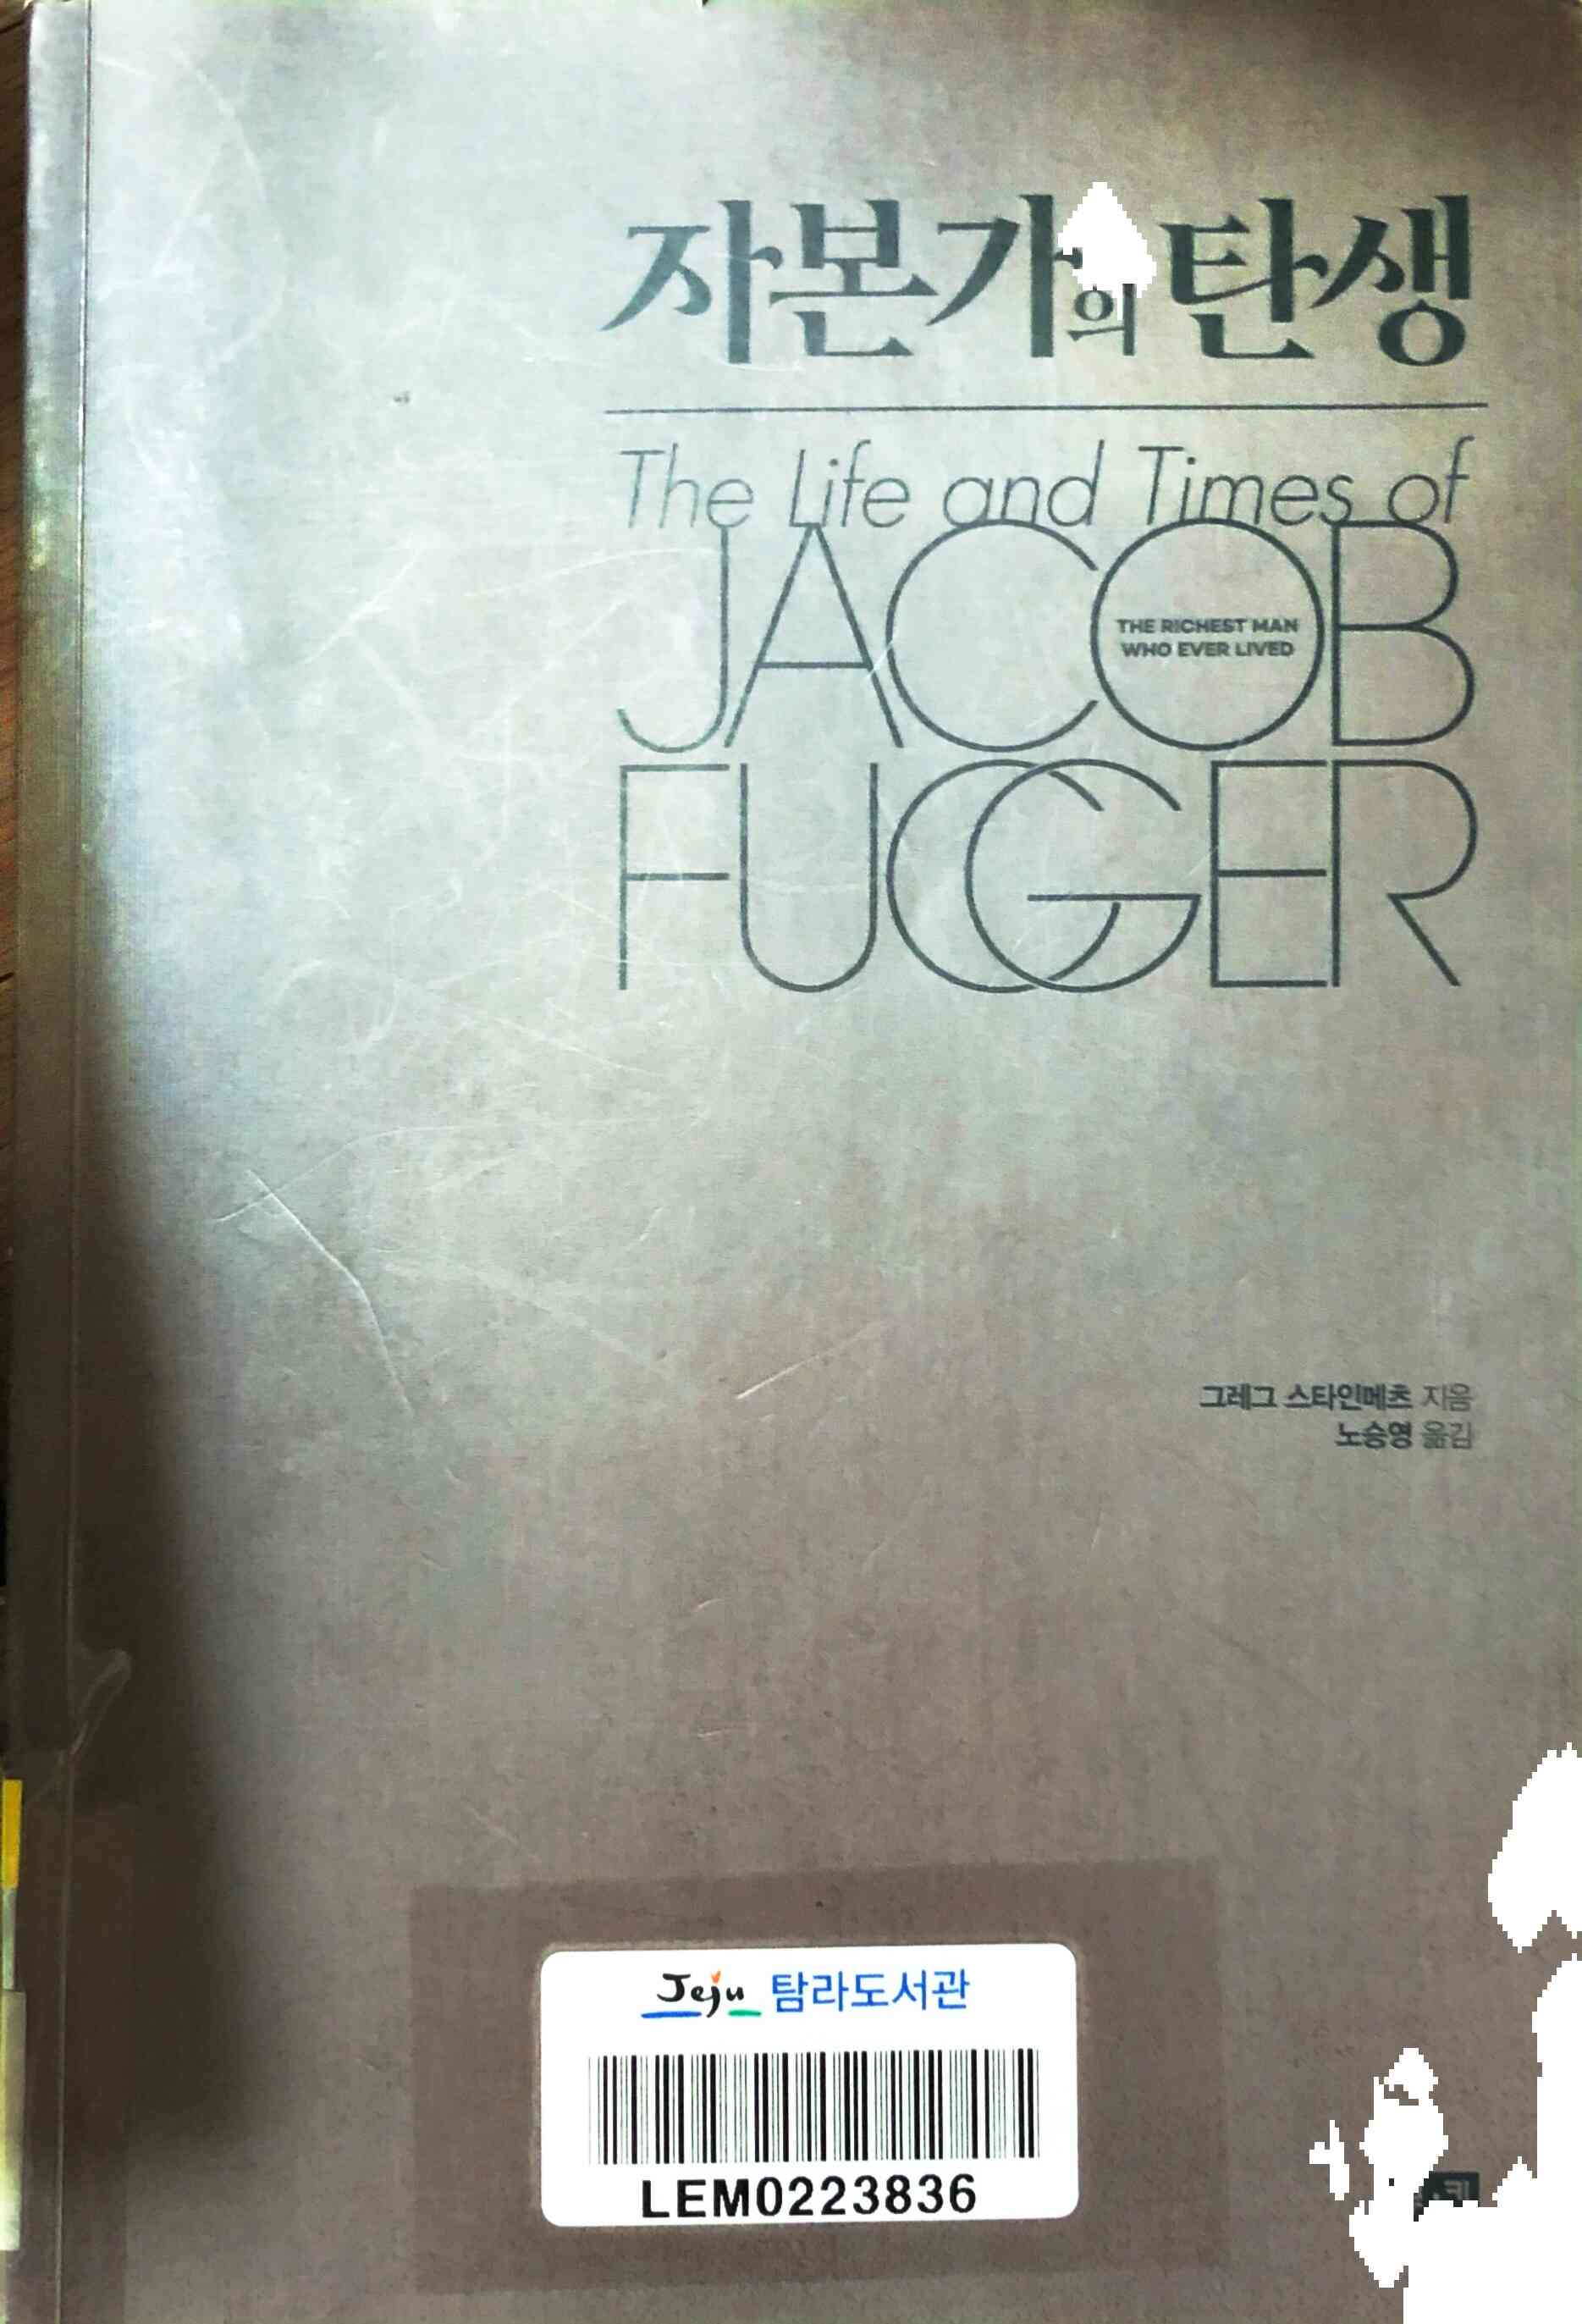 자본가의 탄생
The Life and Times of
JACOB
THE RICHEST MAN
WHO EVER LIVED
FUGGER
그레그 스타인메츠 지음
노승영 옮김
Jeju 탐라도서관
LEM0223836